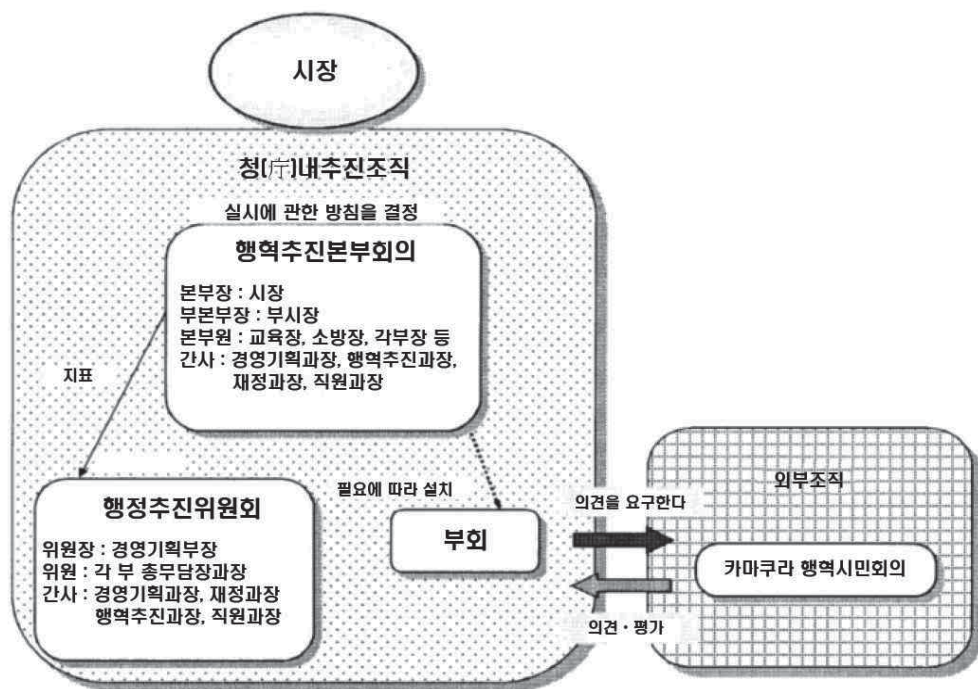 시장
청(庁)내추진조직
실시에 관한 방침을 결정
행혁추진본부회의
본부장 : 시장
부본부장 : 부시장
본부원 : 교육장, 소방장, 각부장 등
간사 : 경영기획과장, 행혁추진과장,
재정과장, 직원과장
지표
필요에 따라 설치
행정추진위원회
위원장 : 경영기획부장
위원 : 각 부 총무담장과장
간사 : 경영기획과장, 재정과장
행혁추진과장, 직원과장
부회
의견을 요구한다
의견・평가
외부조직
카마쿠라 행혁시민회의